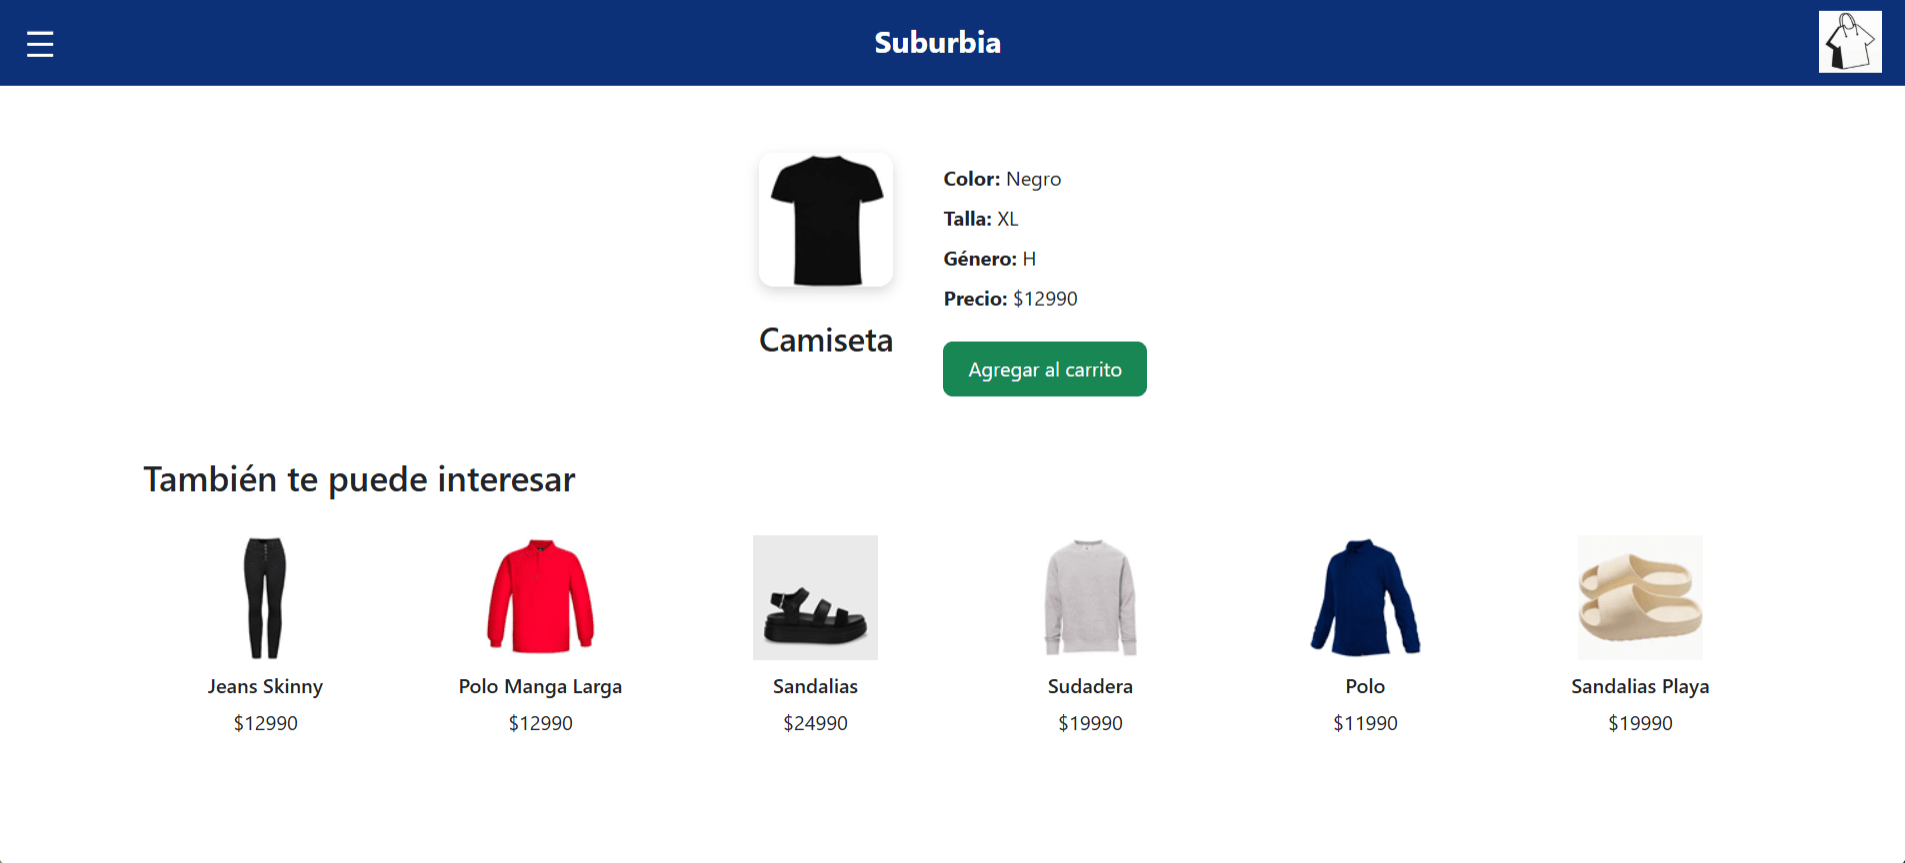 ☰
Suburbia
Color: Negro
Talla: XL
Género: H
Precio: $12990
Camiseta
Agregar al carrito
También te puede interesar
Jeans Skinny
$12990
Polo Manga Larga
$12990
Sandalias
$24990
Sudadera
$19990
Polo
$11990
Sandalias Playa
$19990